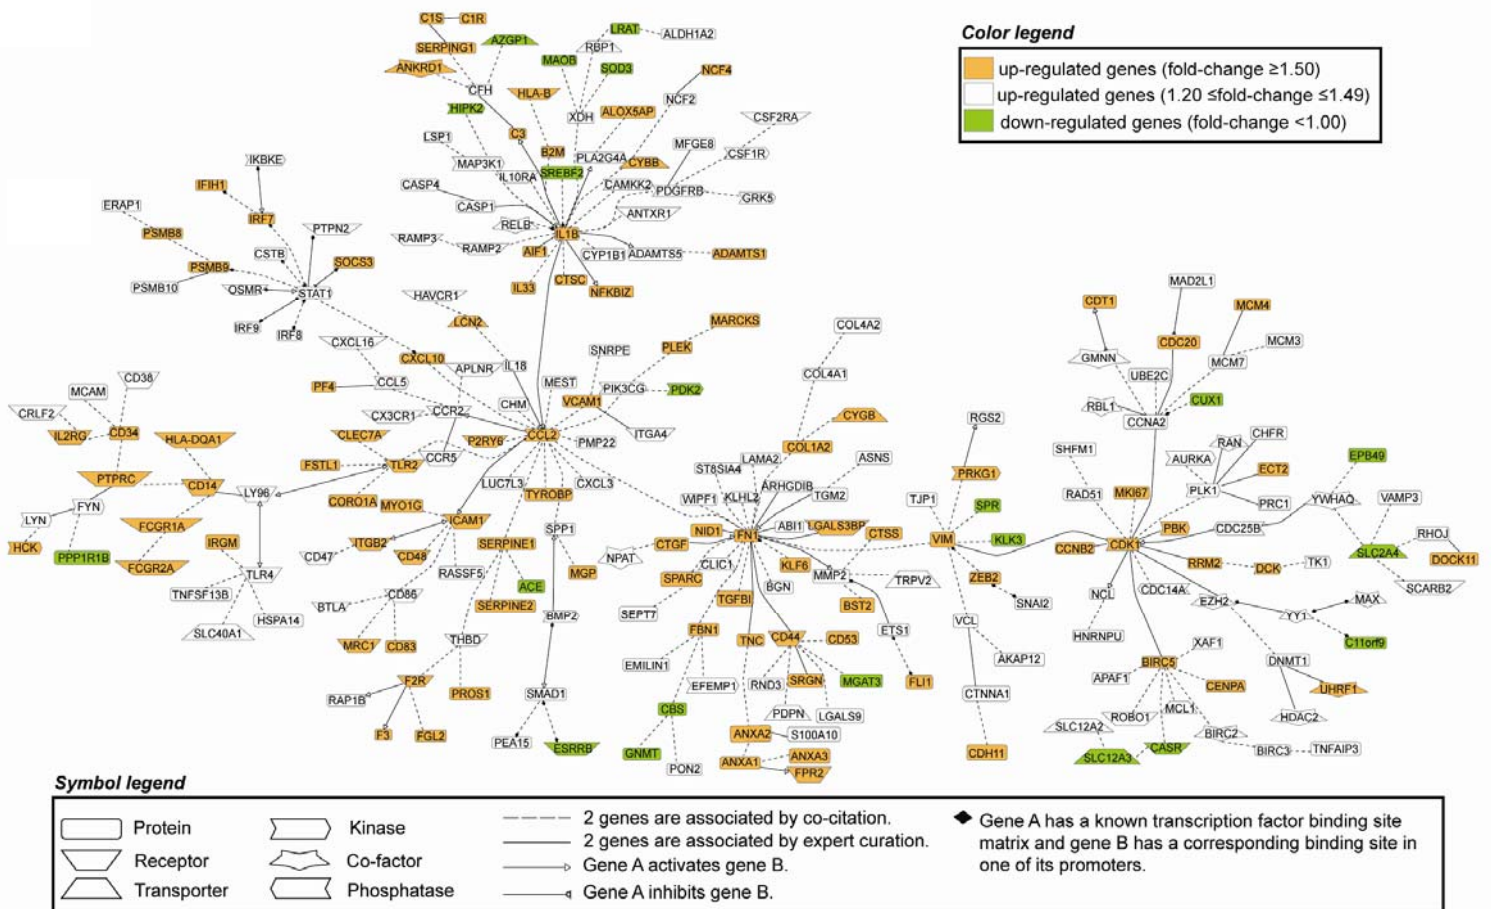 C1S C1R
LRAT ALDH1A2
AZGP1 RBP1
SERPING1
MAOB SOD3
ANKRD1 NCF4
CFH HLA-B NCF2
HIPK2 ALOX5AP
XDH CSF2RA
LSP1 C3
B2M PLA2G4A MFGE8
MAP3K1 CYBB CSF1R
IL10RA SREBF2
CASP4 CAMKK2 PDGFRB GRK5
CASP1 ANTXR1
RELB
RAMP3 RAMP2 IL1B
AIF1 CYP1B1 ADAMTS5 ADAMTS1
IL33 CTSC NFKBIZ
IKBKE
IFIH1
ERAP1 IRF7
PSMB8 PTPN2
CSTB
PSMB9 SOCS3
PSMB10 OSMR STAT1
IRF9 IRF8
HAVCR1
LCN2 MARCKS
CXCL16 SNRPE PLEK
CXCL10 APLNR IL18
PF4 CCL5 MEST PIK3CG PDK2
CX3CR1 CCR2 CHM VCAM1
CLEC7A P2RY6 CCL2 PMP22 ITGA4
FSTL1 TLR2 CCR5
CORO1A MYO1G LUC7L3 TYROBP CXCL3
CD38
MCAM
CRLF2
IL2RG CD34 HLA-DQA1
PTPRC CD14 LY96
LYN FYN FCGR1A
HCK PPP1R1B IRGM
FCGR2A TLR4
TNFSF13B
SLC40A1 HSPA14
ICAM1 SPP1
ITGB2 CD48 SERPINE1
CD47 RASSF5 ACE MGP
BTLA CD86 SERPINE2 BMP2
MRC1 CD83 THBD
F2R PROS1 SMAD1
RAP1B
F3 FGL2 PEA15 ESRRB
COL4A2
COL4A1
CYGB
COL1A2
LAMA2 ASNS
ST8SIA4 ARHGDIB
WIPF1 KLHL2 TGM2
NID1 FN1 ABI1 LGALS3BP
NPAT CTGF CTSS
CLIC1 KLF6
SPARC BGN MMP2 TRPV2
SEPT7 TGFBI BST2
FBN1 TNC CD44 CD53 ETS1
EMILIN1
EFEMP1 RND3 SRGN MGAT3 FLI1
CBS PDPN LGALS9
GNMT PON2 ANXA2 S100A10
ANXA1 ANXA3
FPR2
RGS2
PRKG1
TJP1 SPR
VIM KLK3
ZEB2 SNAI2
VCL AKAP12
CTNNA1
CDH11
MAD2L1
CDT1 MCM4
CDC20 MCM3
GMNN MCM7
UBE2C
RBL1 CUX1
CCNA2
RAN CHFR
SHFM1 AURKA ECT2 EPB49
RAD51 MKI67 PLK1 PRC1 YWHAQ VAMP3
PBK CDC25B RHOJ
CCNB2 CDK1 SLC2A4 DOCK11
RRM2 DCK TK1 SCARB2
NCL CDC14A EZH2 MAX
HNRNPU YY1
XAF1 C11orf9
BIRC5 DNMT1
APAF1 CENPA UHRF1
ROBO1 MCL1 HDAC2
SLC12A2 BIRC2
SLC12A3 CASR BIRC3 TNFAIP3
Color legend
up-regulated genes (fold-change ≥1.50)
up-regulated genes (1.20 ≤fold-change ≤1.49)
down-regulated genes (fold-change <1.00)
Symbol legend
Protein Kinase
Receptor Co-factor
Transporter Phosphatase
2 genes are associated by co-citation.
2 genes are associated by expert curation.
Gene A activates gene B.
Gene A inhibits gene B.
Gene A has a known transcription factor binding site
matrix and gene B has a corresponding binding site in
one of its promoters.